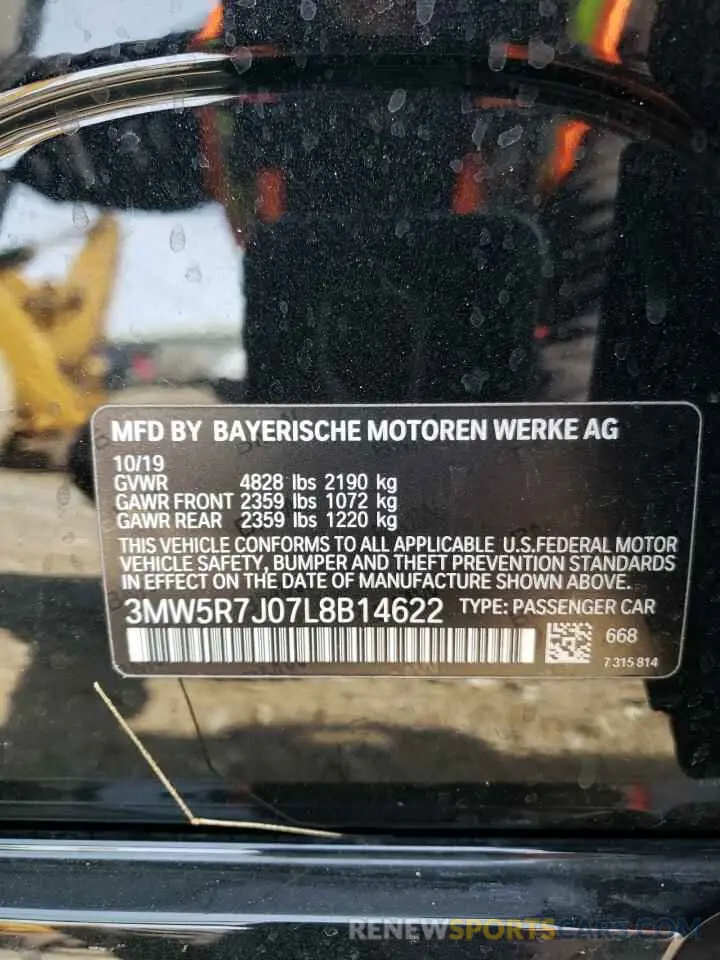 MFD BY BAYERISCHE MOTOREN WERKE AG
10/19
GVWR 4828 lbs 2190 kg
GAWR FRONT 2359 lbs 1072 kg
GAWR REAR 2359 lbs 1220 kg
THIS VEHICLE CONFORMS TO ALL APPLICABLE U.S.FEDERAL MOTOR
VEHICLE SAFETY, BUMPER AND THEFT PREVENTION STANDARDS
IN EFFECT ON THE DATE OF MANUFACTURE SHOWN ABOVE.
3MW5R7J07L8B14622 TYPE: PASSENGER CAR
668
7 315 814
RENEWSPORTSCARS.COM